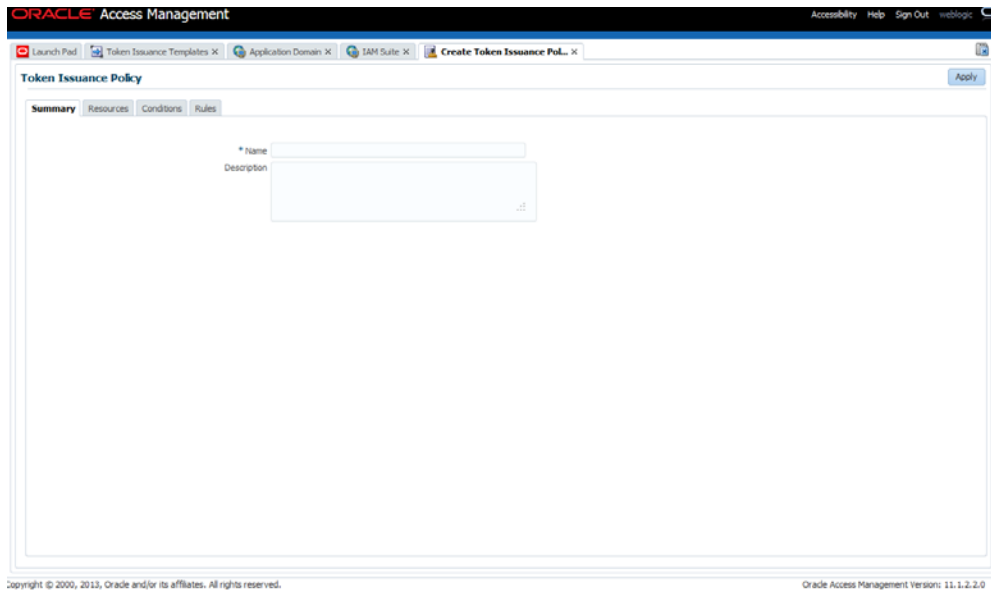 ORACLE Access Management
Accessibility Help Sign Out weblogic
Launch Pad Token Issuance Templates X Application Domain X IAM Suite X Create Token Issuance Pol... X
Token Issuance Policy
Apply
Summary Resources Conditions Rules
* Name
Description
Copyright © 2000, 2013, Oracle and/or its affiliates. All rights reserved.
Oracle Access Management Version: 11.1.2.2.0